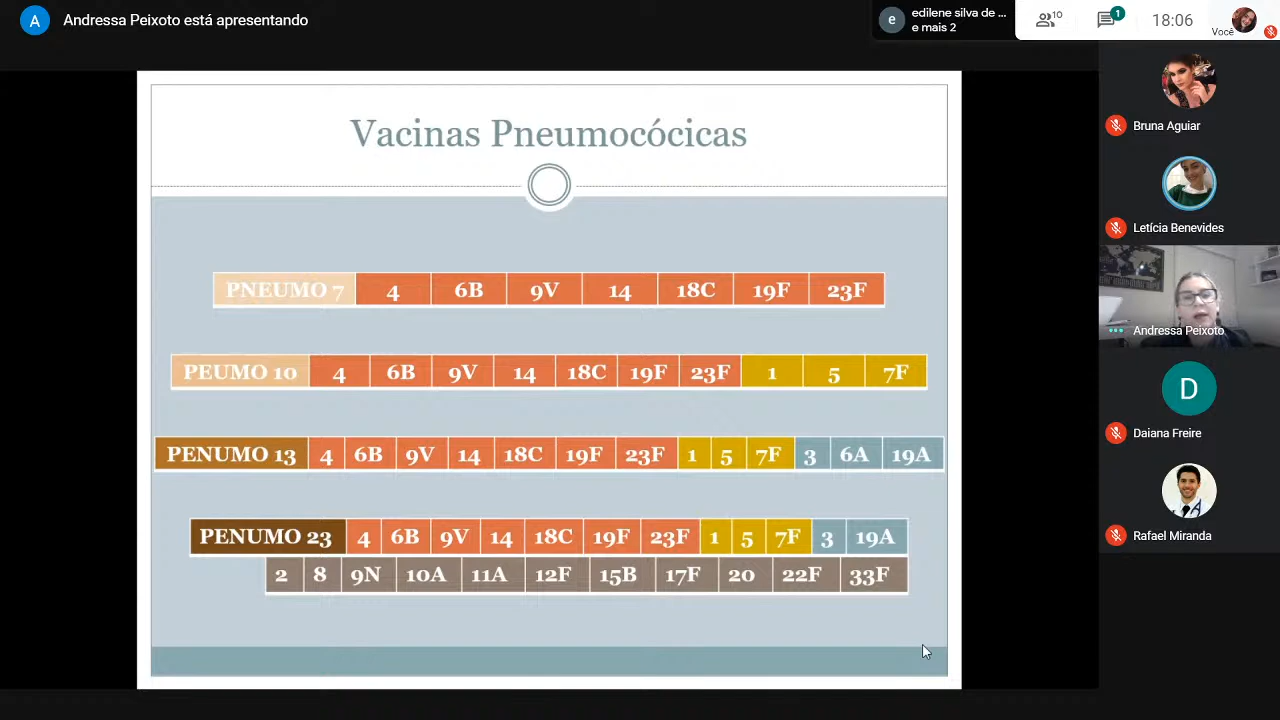 A Andressa Peixoto está apresentando
e edilene silva de ...
e mais 2
10
1
18:06
Você
Vacinas Pneumocócicas
PNEUMO 7 4 6B 9V 14 18C 19F 23F
PEUMO 10 4 6B 9V 14 18C 19F 23F 1 5 7F
PENUMO 13 4 6B 9V 14 18C 19F 23F 1 5 7F 3 6A 19A
PENUMO 23 4 6B 9V 14 18C 19F 23F 1 5 7F 3 19A
2 8 9N 10A 11A 12F 15B 17F 20 22F 33F
Bruna Aguiar
Letícia Benevides
Andressa Peixoto
D
Daiana Freire
Rafael Miranda